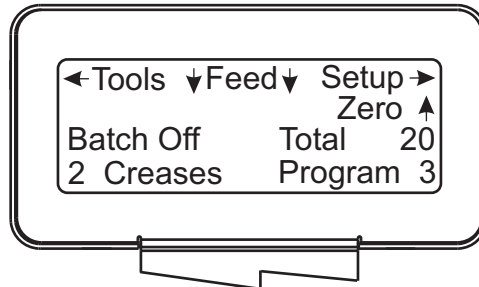 ←Tools ↓Feed↓ Setup→
Zero ↑
Batch Off Total 20
2 Creases Program 3